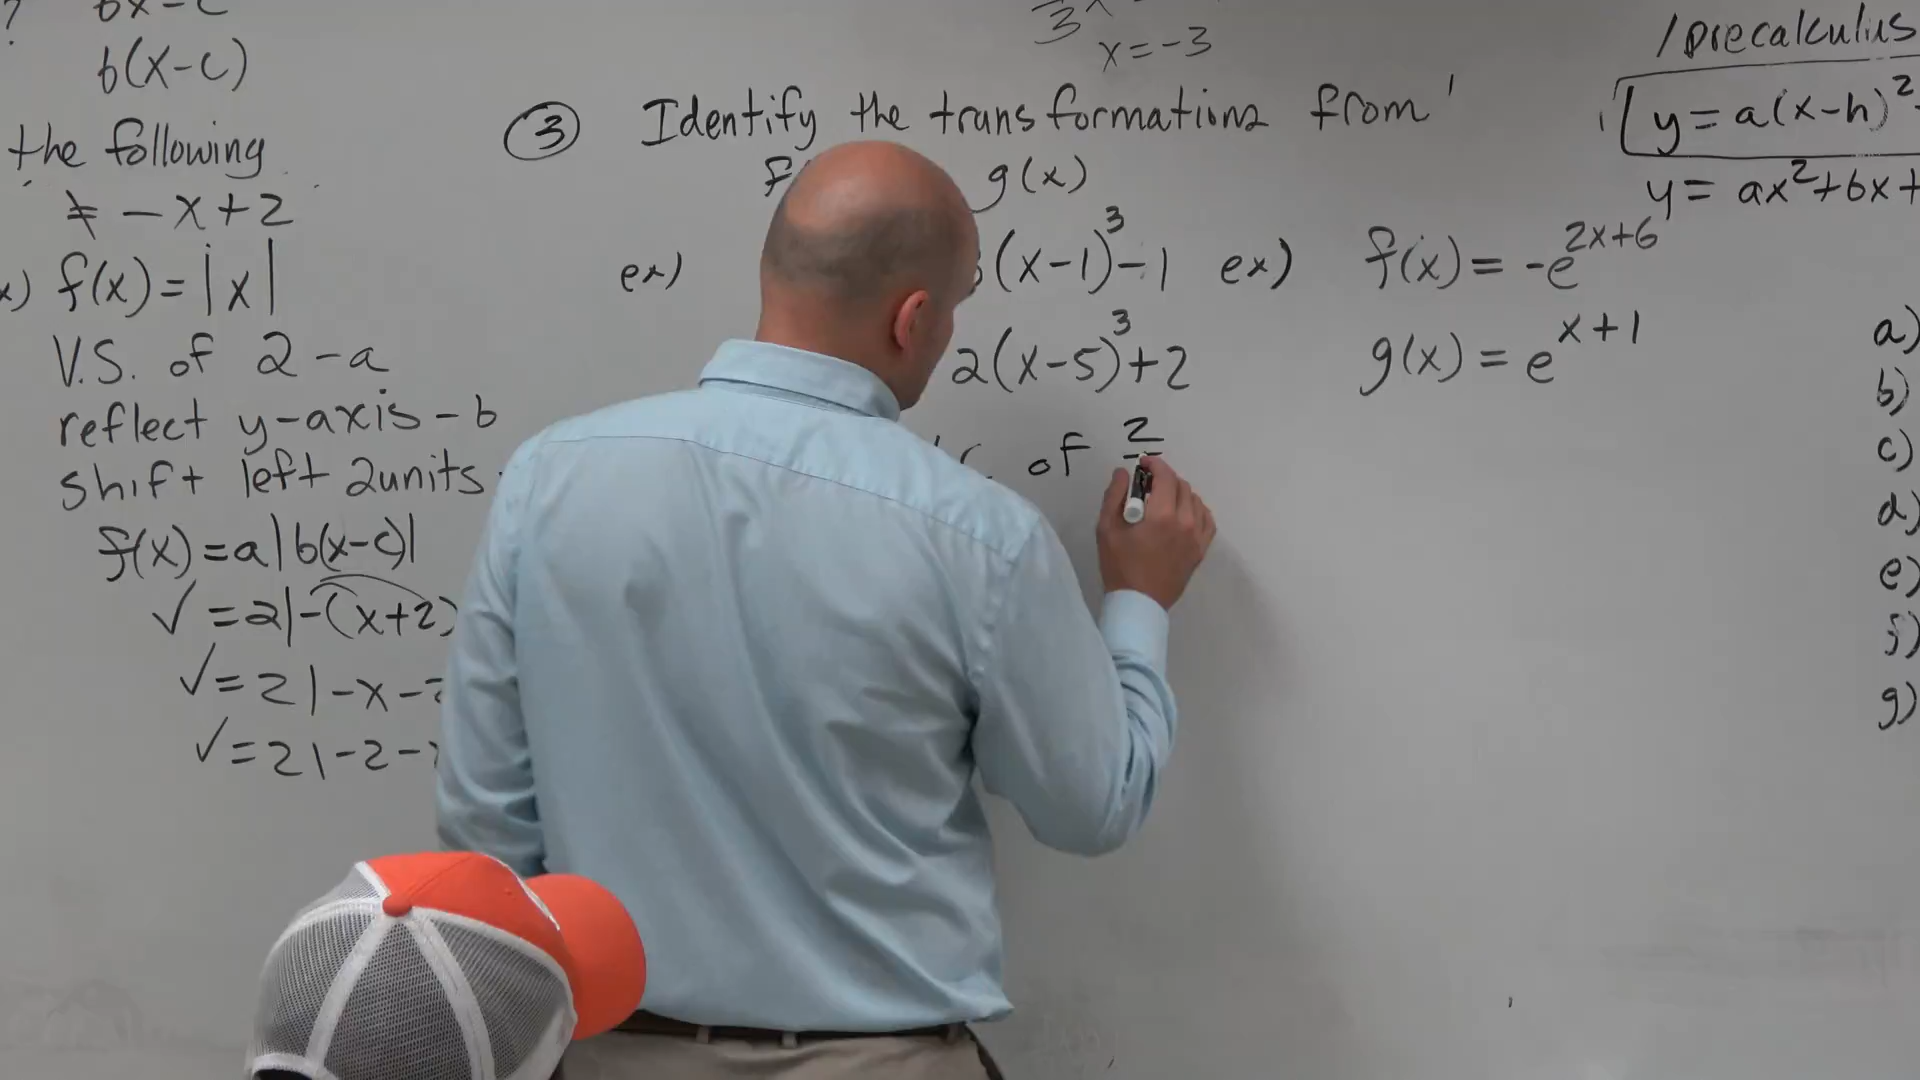 ?
6x-c
b(x-c)
the following
≠ -x+2
x) f(x)=|x|
V.S. of 2 -a
reflect y-axis - b
shift left 2units
f(x)=a|b(x-c)|
✓ =2|-(x+2)
✓ =2|-x-2
✓ =2|-2-
3
x=-3
③ Identify the transformations from
f g(x)
ex) (x-1)³-1
2(x-5)³+2
of 2
ex) f(x)= -e^{2x+6}
g(x) = e^{x+1}
/precalculus
y=a(x-h)²
y= ax²+bx+
a)
b)
c)
d)
e)
f)
g)